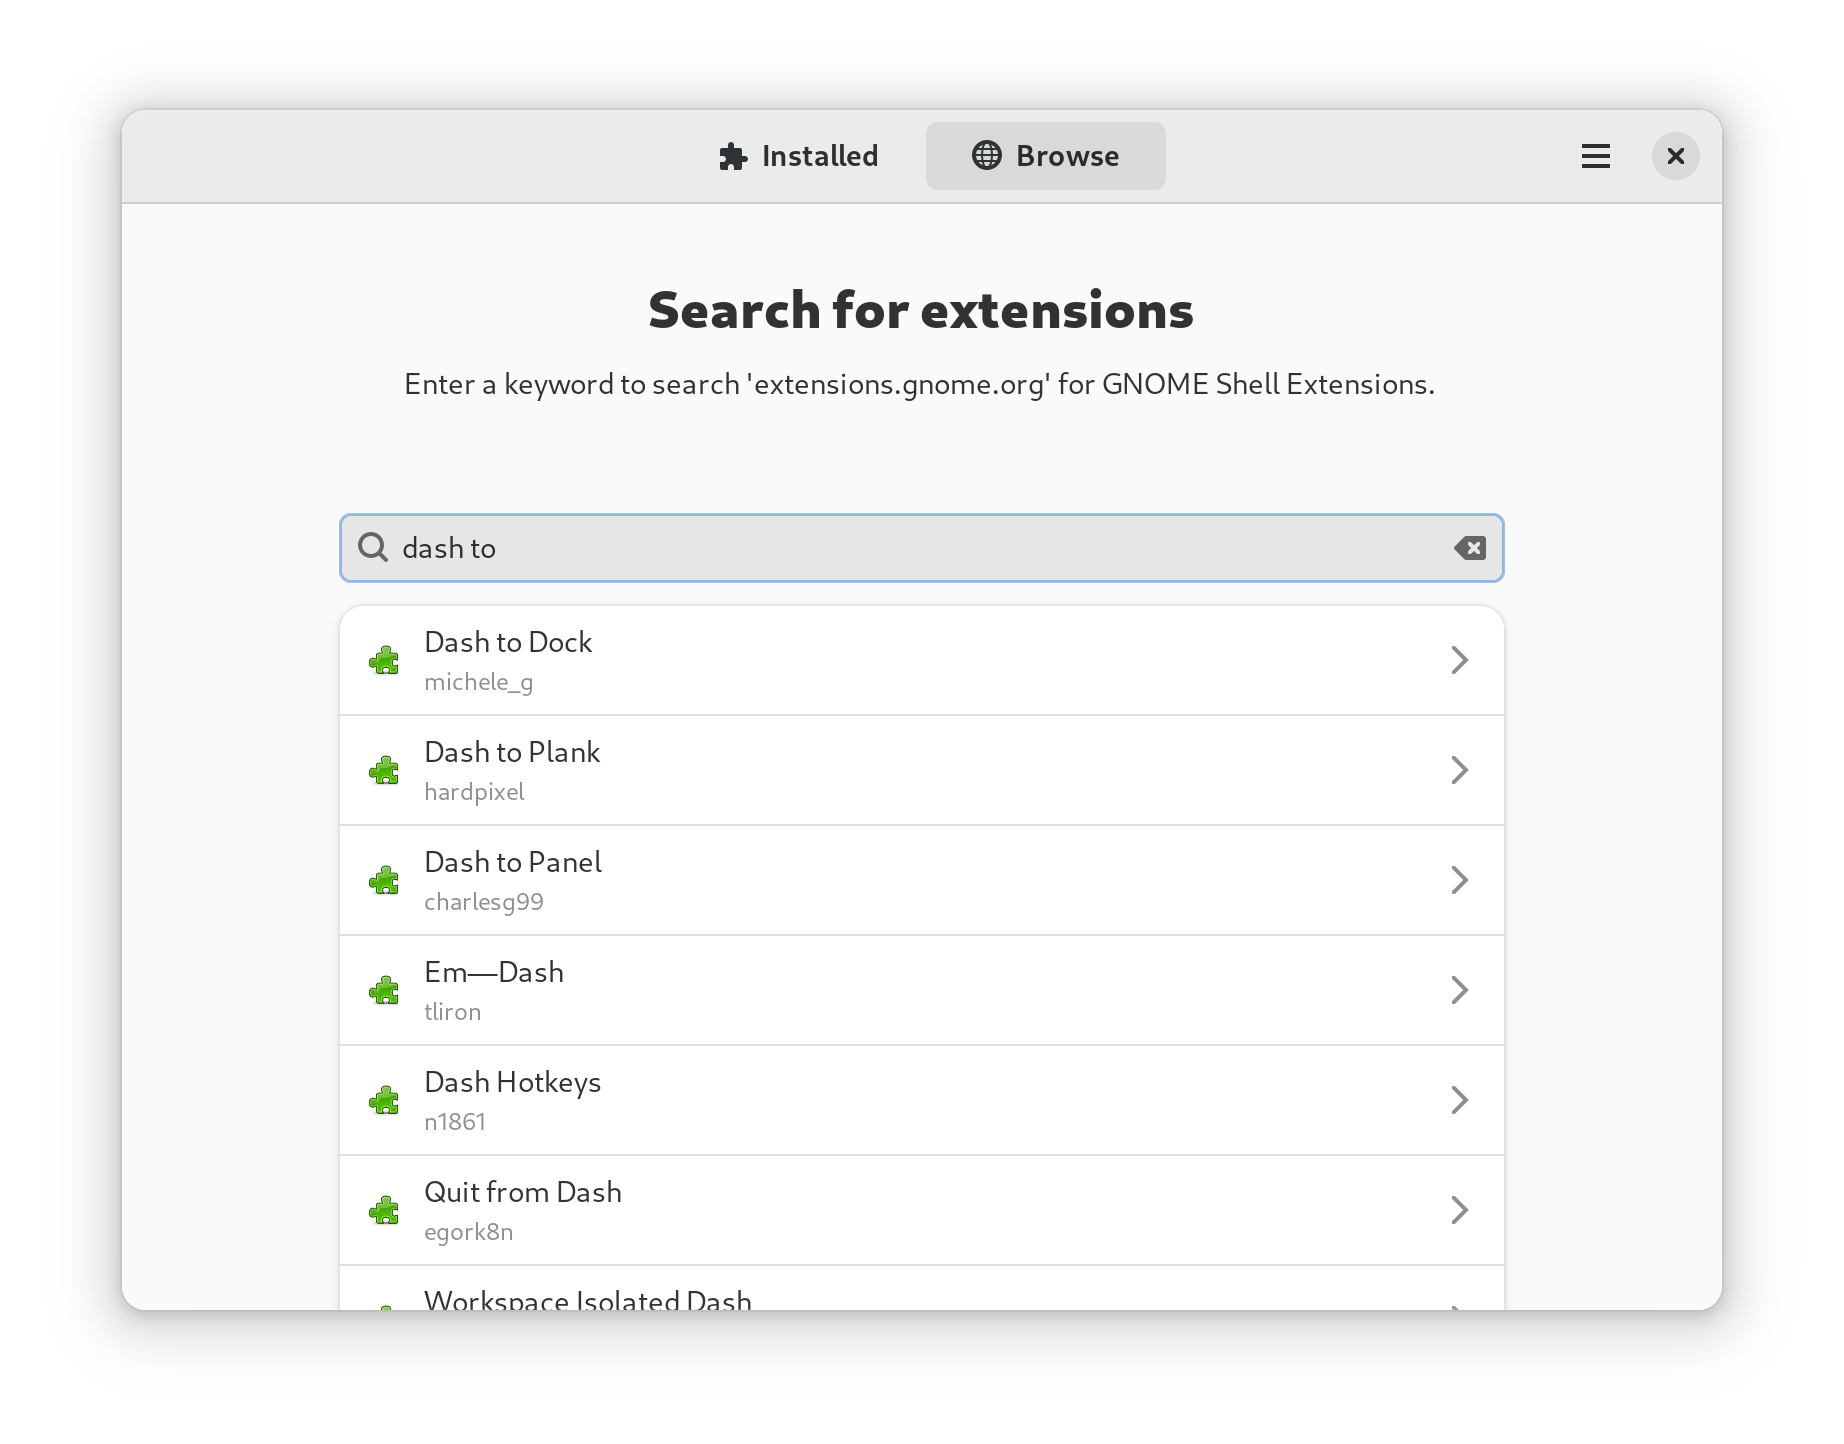 Installed
Browse
Search for extensions
Enter a keyword to search 'extensions.gnome.org' for GNOME Shell Extensions.
dash to
Dash to Dock
michele_g
Dash to Plank
hardpixel
Dash to Panel
charlesg99
Em—Dash
tliron
Dash Hotkeys
n1861
Quit from Dash
egork8n
Workspace Isolated Dash